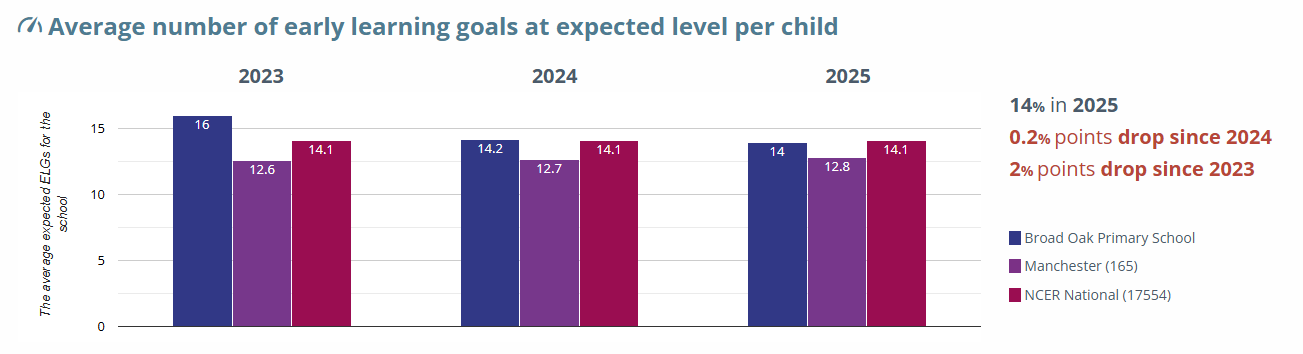 Average number of early learning goals at expected level per child
2023
2024
2025
The average expected ELGs for the
school
15
10
5
0
16
12.6
14.1
14.2
12.7
14.1
14
12.8
14.1
14% in 2025
0.2% points drop since 2024
2% points drop since 2023
Broad Oak Primary School
Manchester (165)
NCER National (17554)